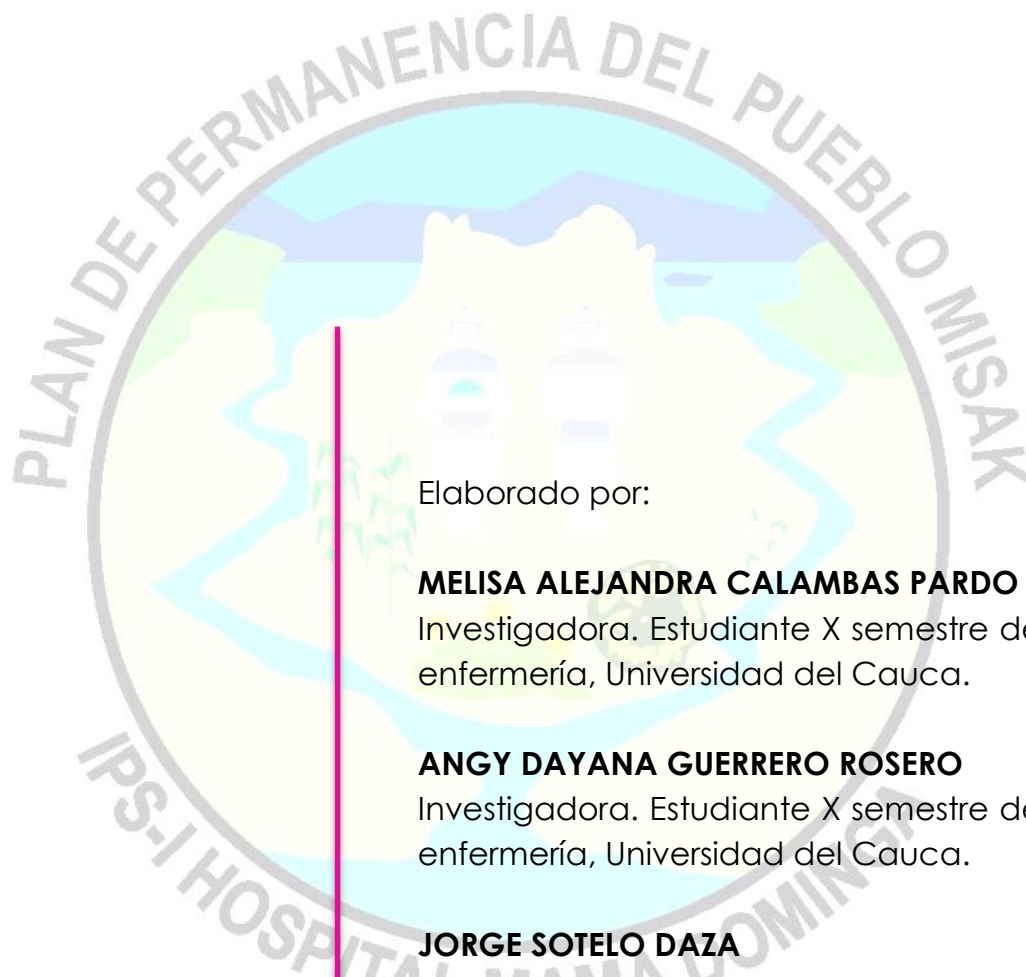 PLAN DE PERMANENCIA DEL PUEBLO MISAK
Elaborado por:
MELISA ALEJANDRA CALAMBAS PARDO
Investigadora. Estudiante X semestre de
enfermería, Universidad del Cauca.
ANGY DAYANA GUERRERO ROSERO
Investigadora. Estudiante X semestre de
enfermería, Universidad del Cauca.
JORGE SOTELO DAZA
IPS-I HOSPITAL MAMA DOMINGA